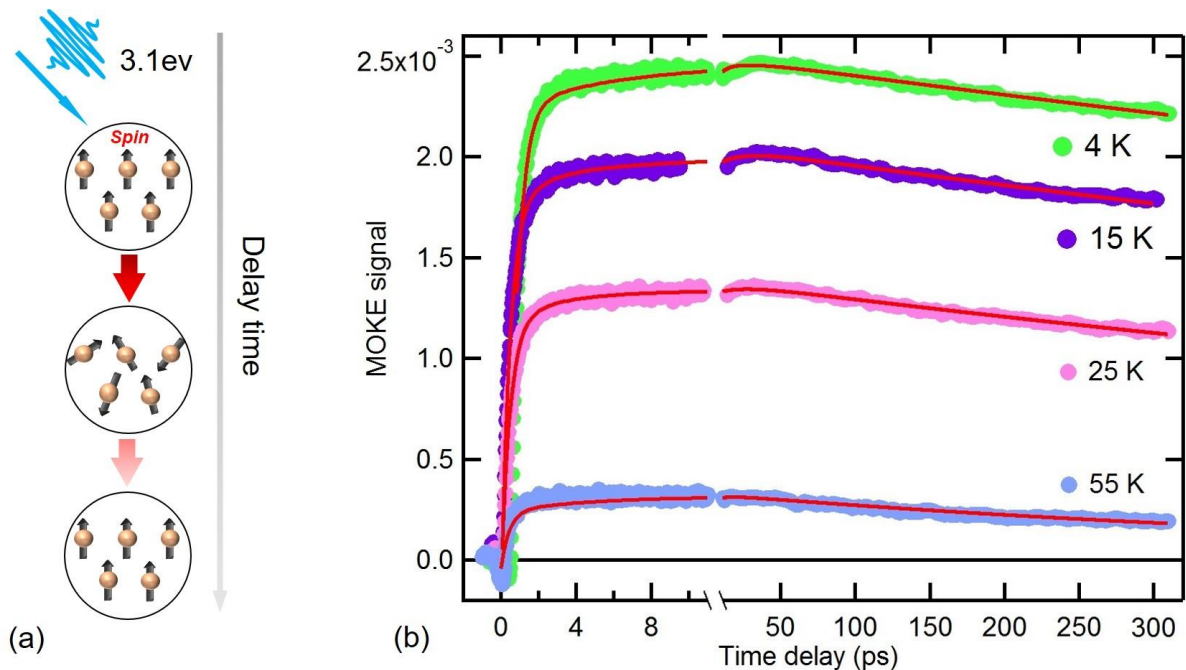 3.1ev
Spin
Delay time
(a)
2.5x10⁻³
2.0
1.5
1.0
0.5
0.0
MOKE signal
4 K
15 K
25 K
55 K
0 4 8 50 100 150 200 250 300
Time delay (ps)
(b)